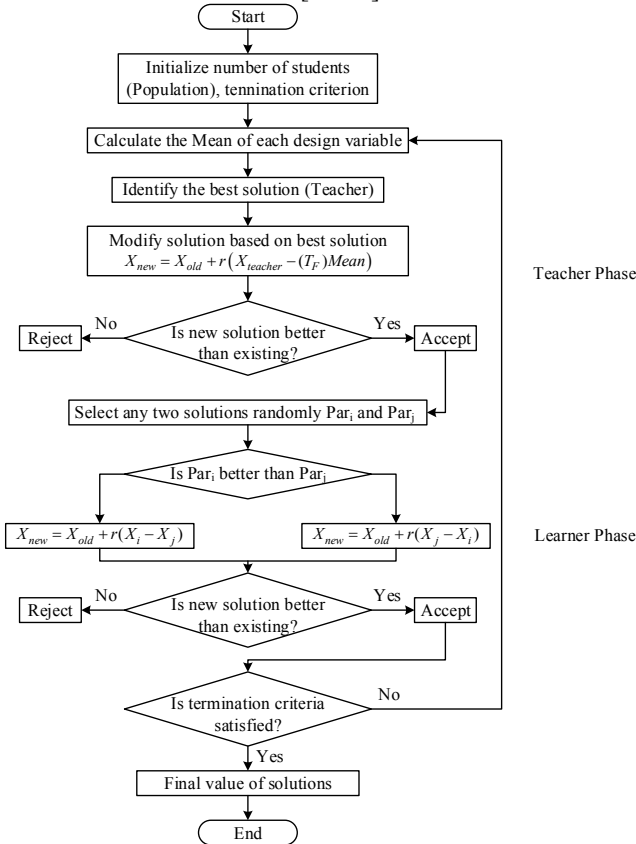 Start
Initialize number of students
(Population), tennination criterion
Calculate the Mean of each design variable
Identify the best solution (Teacher)
Modify solution based on best solution
X_new = X_old + r(X_teacher − (T_F)Mean)
Teacher Phase
No
Is new solution better
than existing?
Yes
Reject
Accept
Select any two solutions randomly Par_i and Par_j
Is Par_i better than Par_j
X_new = X_old + r(X_i − X_j)
X_new = X_old + r(X_j − X_i)
Learner Phase
No
Is new solution better
than existing?
Yes
Reject
Accept
Is termination criteria
satisfied?
No
Yes
Final value of solutions
End